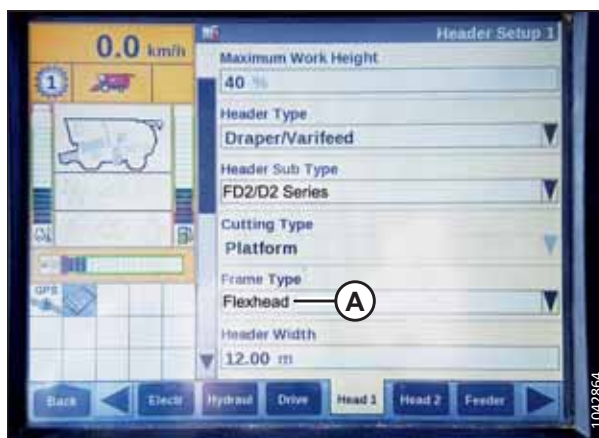 0.0 km/h
Header Setup 1
1
Maximum Work Height
40 %
Header Type
Draper/Varifeed
Header Sub Type
FD2/D2 Series
Cutting Type
Platform
Frame Type
Flexhead
A
Header Width
12.00 m
GPS
Back
Electr
Hydraul
Drive
Head 1
Head 2
Feeder
1042864